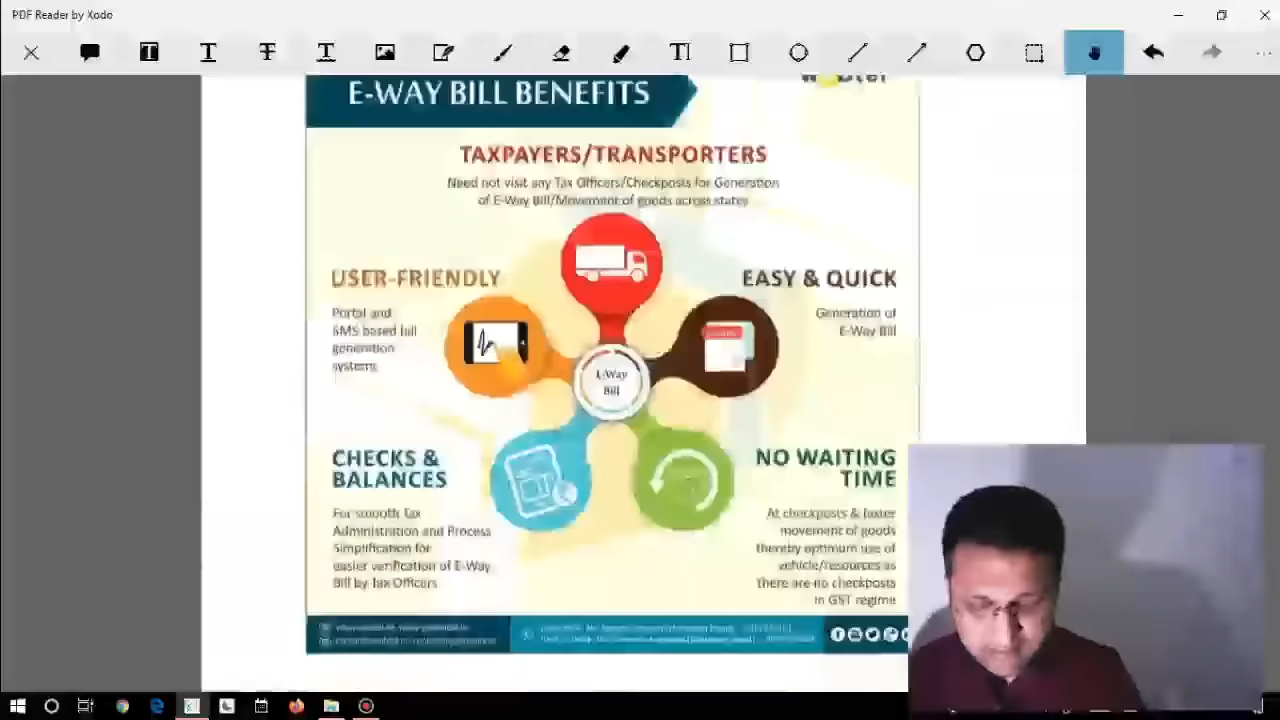 PDF Reader by Xodo
E-WAY BILL BENEFITS
TAXPAYERS/TRANSPORTERS
Need not visit any Tax Officers/Checkposts for Generation
of E-Way Bill/Movement of goods across states
USER-FRIENDLY
Portal and
SMS based bill
generation
systems
EASY & QUICK
Generation of
E-Way Bill
E-Way
Bill
CHECKS &
BALANCES
For smooth Tax
Administration and Process
Simplification for
easier verification of E-Way
Bill by Tax Officers
NO WAITING
TIME
At checkposts & faster
movement of goods
thereby optimum use of
vehicle/resources as
there are no checkposts
in GST regime